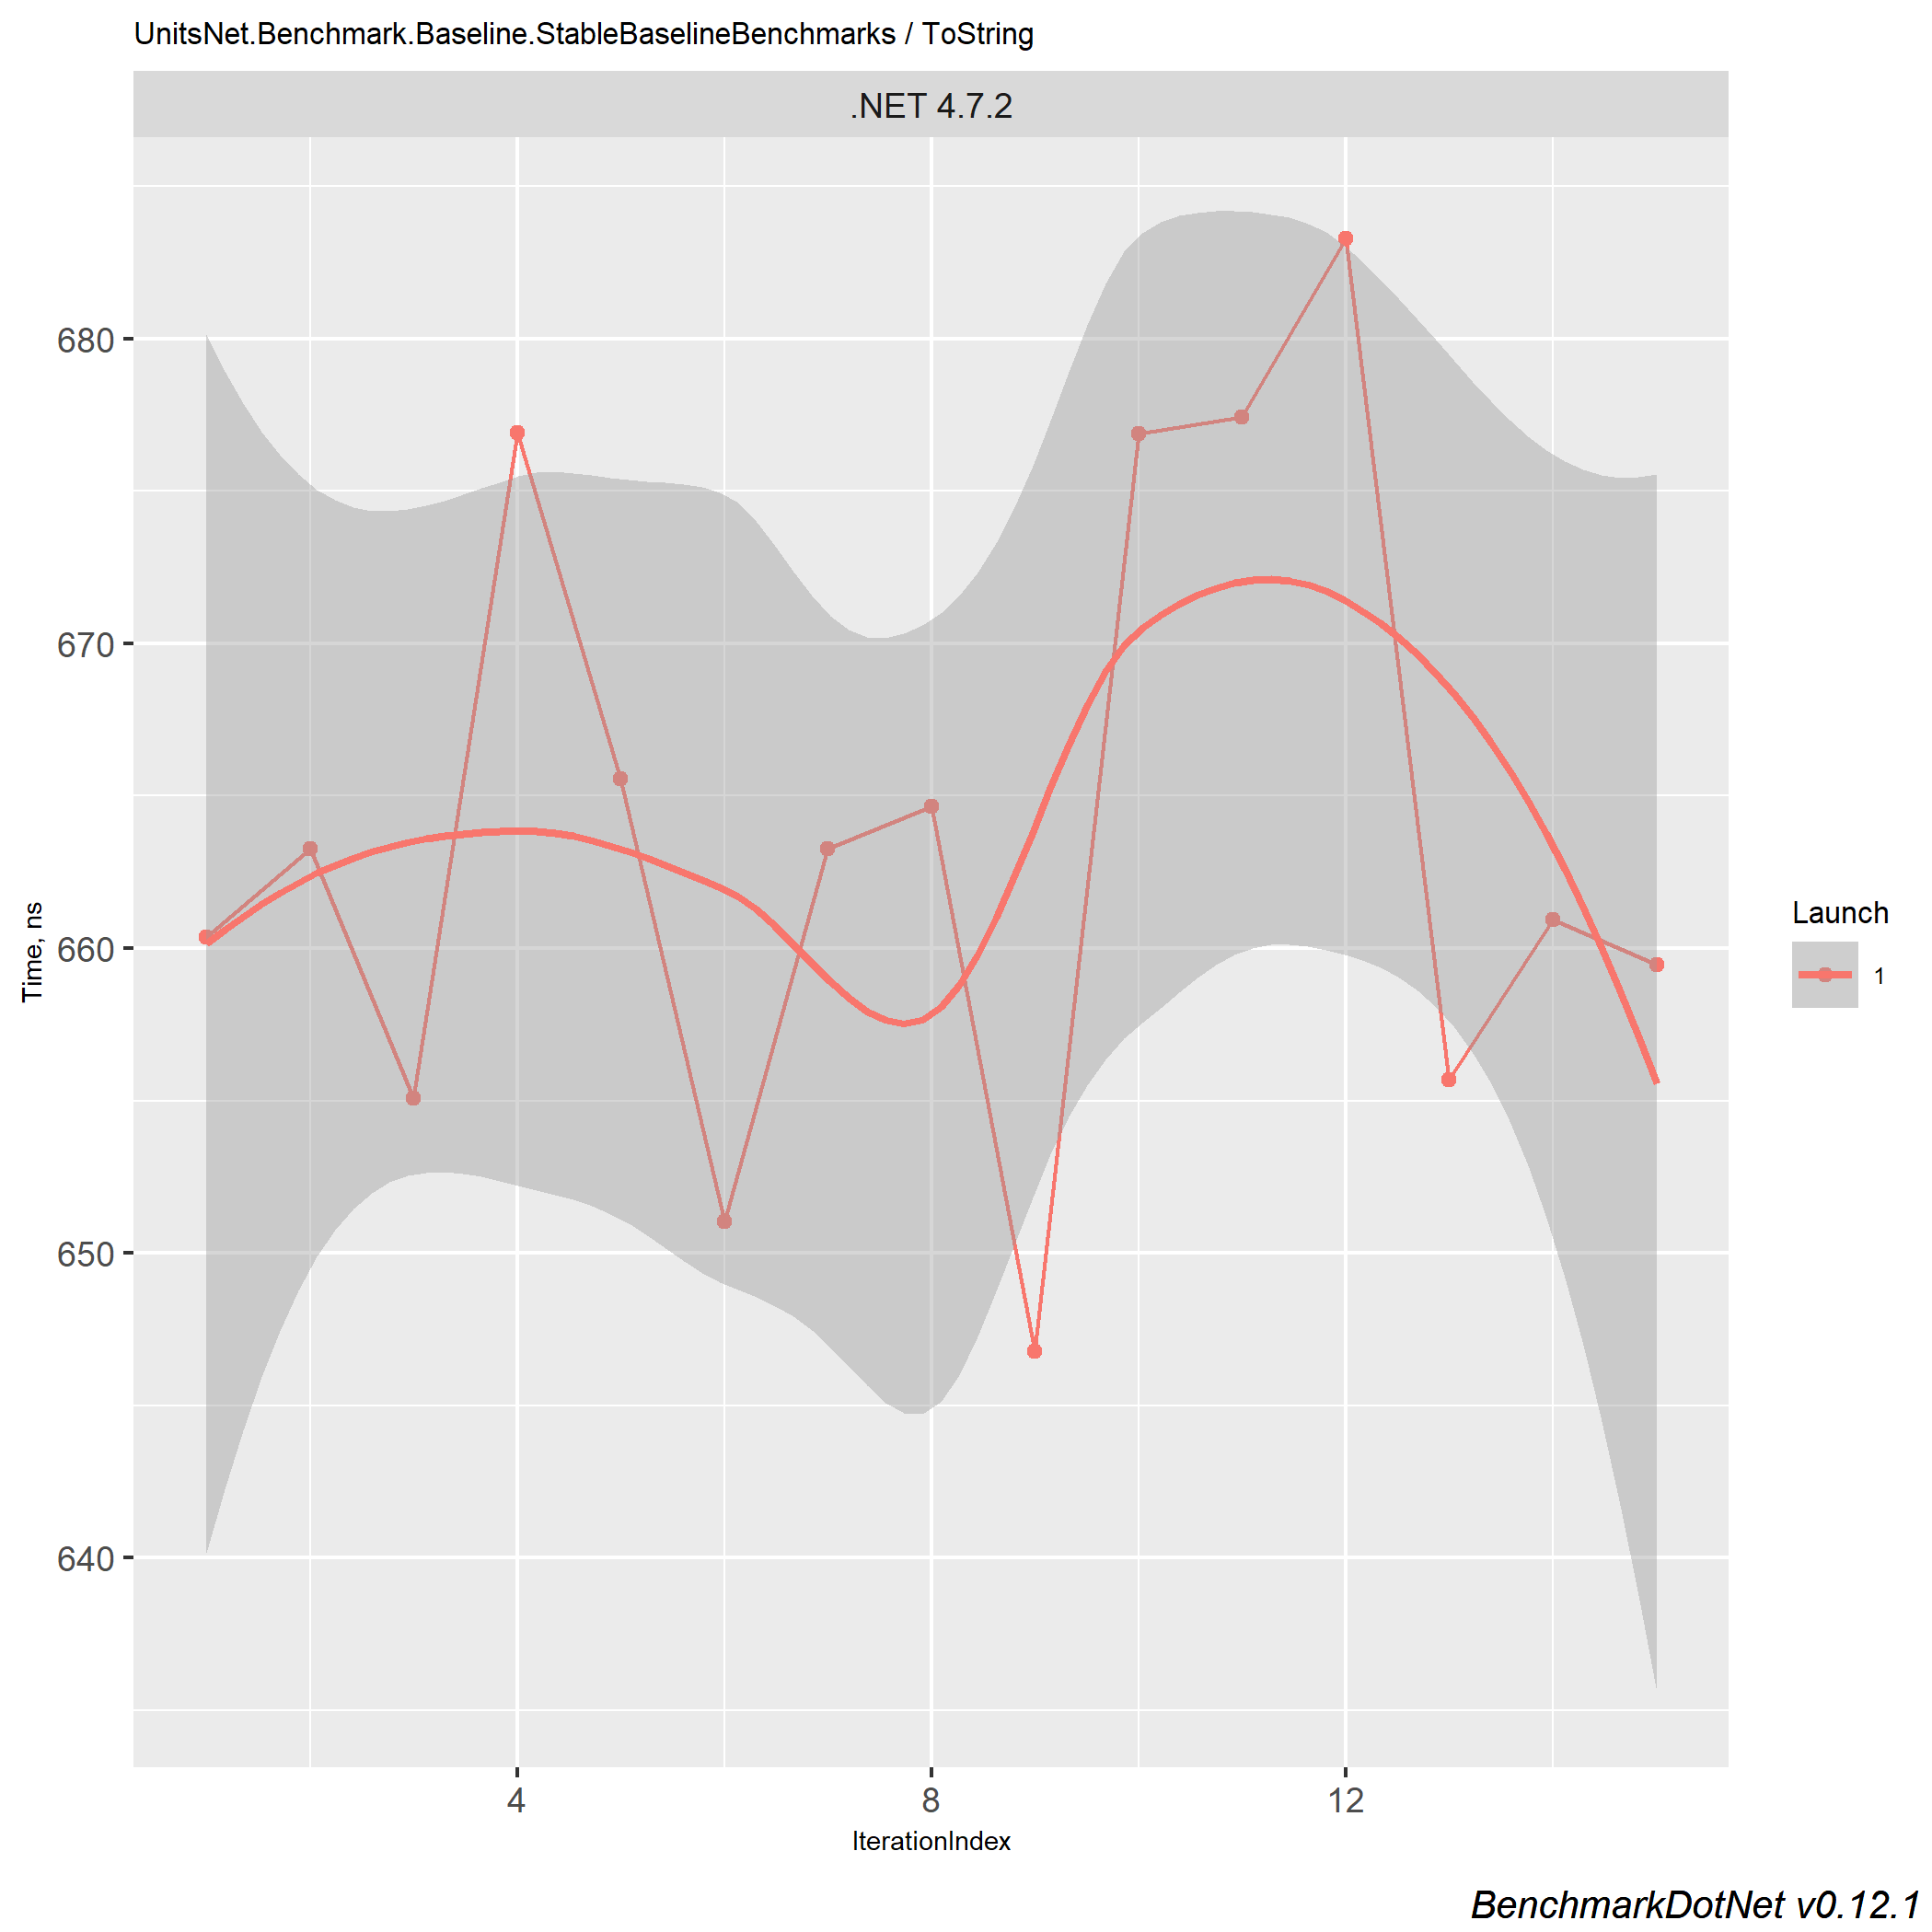 UnitsNet.Benchmark.Baseline.StableBaselineBenchmarks / ToString
.NET 4.7.2
680
670
660
650
640
Time, ns
4
8
12
IterationIndex
Launch
1
BenchmarkDotNet v0.12.1